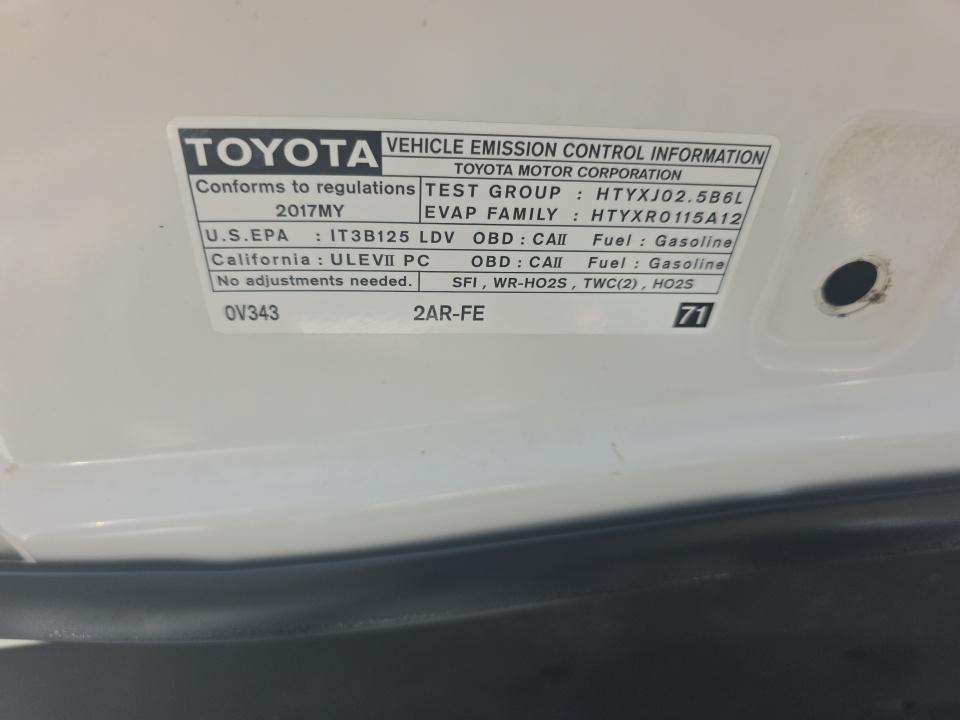 TOYOTA VEHICLE EMISSION CONTROL INFORMATION
TOYOTA MOTOR CORPORATION
Conforms to regulations TEST GROUP : HTYXJ02.5B6L
2017MY EVAP FAMILY : HTYXR0115A12
U.S.EPA : IT3B125 LDV OBD : CAII Fuel : Gasoline
California : ULEVII PC OBD : CAII Fuel : Gasoline
No adjustments needed. SFI , WR-HO2S , TWC(2) , HO2S
0V343 2AR-FE 71